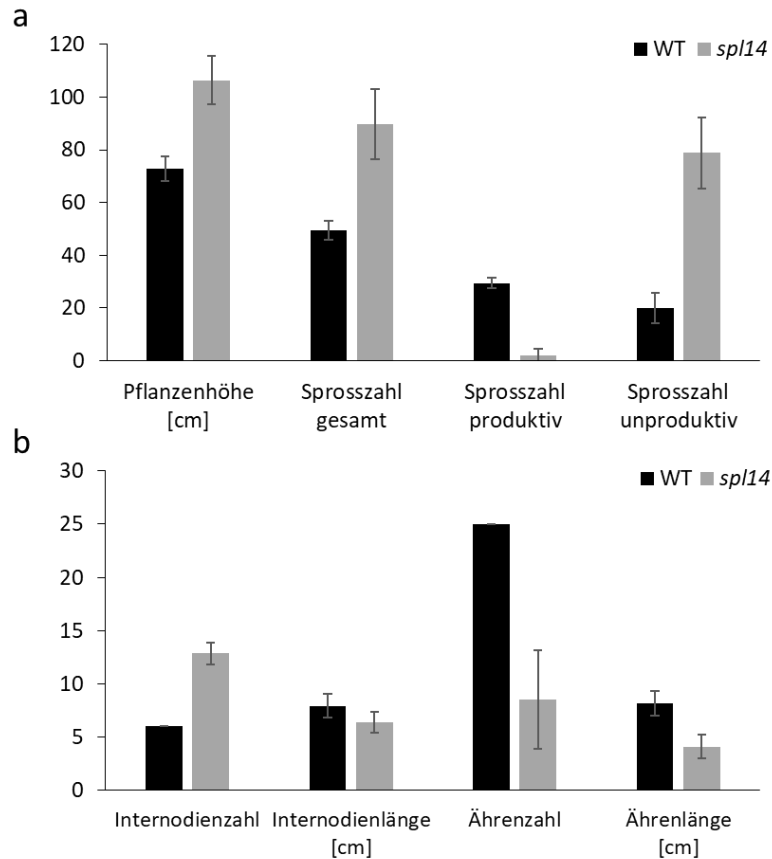 a
120
100
80
60
40
20
0
WT spl14
Pflanzenhöhe
[cm]
Sprosszahl
gesamt
Sprosszahl
produktiv
Sprosszahl
unproduktiv
b
30
25
20
15
10
5
0
WT spl14
Internodienzahl
Internodienlänge
[cm]
Ährenzahl
Ährenlänge
[cm]